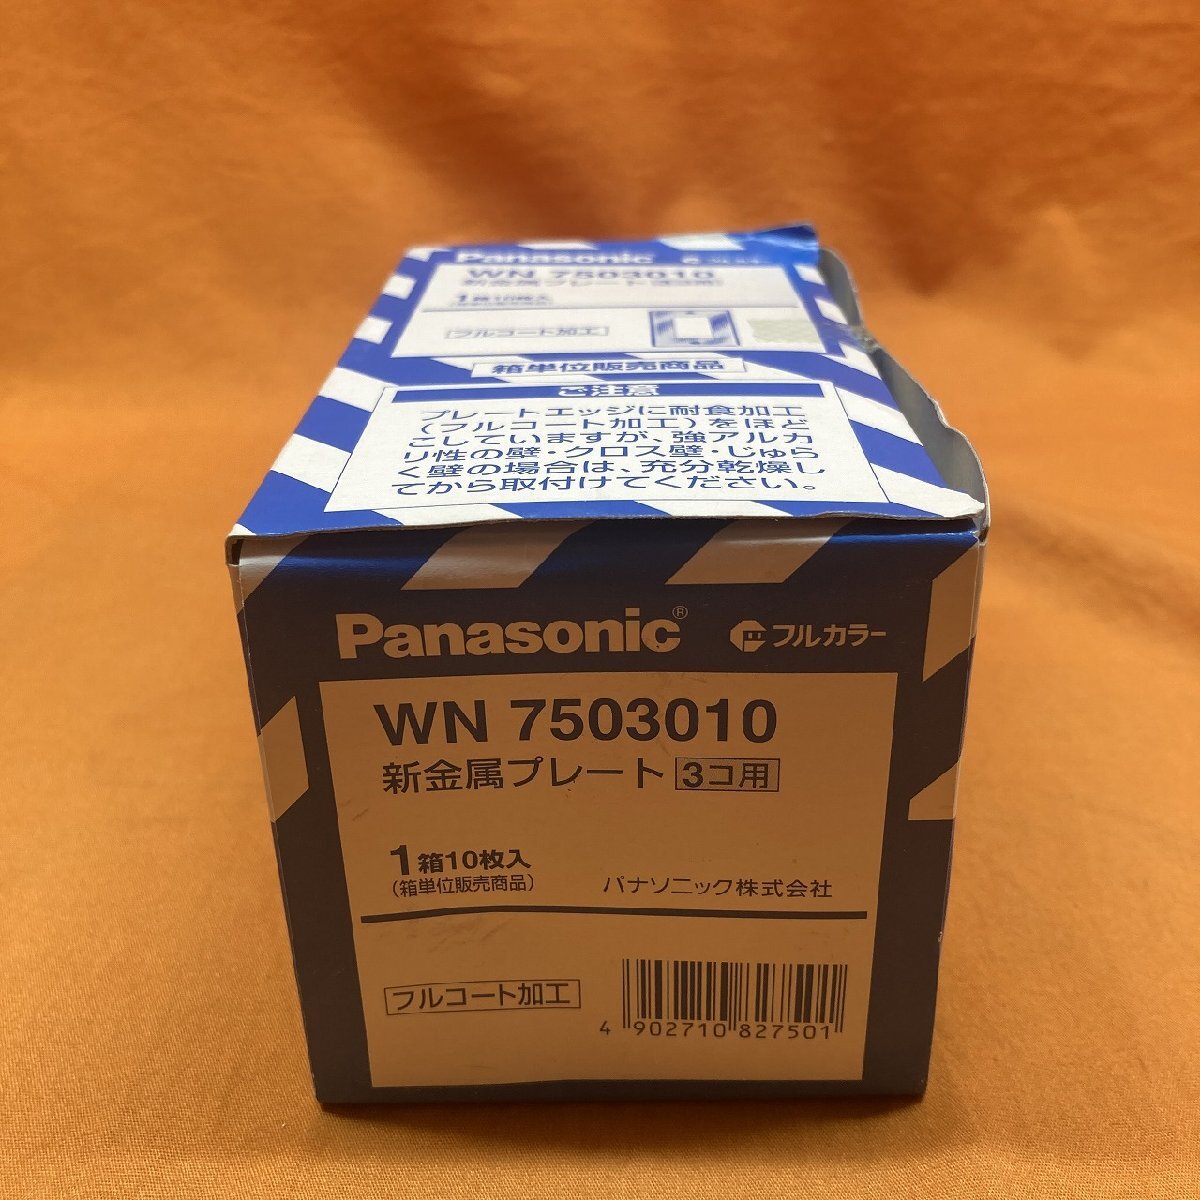 Panasonic
WN 7503010
新金属プレート 3コ用
1箱10枚入
フルコート加工
箱単位販売商品
ご注意
プレートエッジに耐食加工
(フルコート加工)をほど
こしていますが、強アルカ
リ性の壁・クロス壁・じゅら
く壁の場合は、充分乾燥し
てから取付けてください。
Panasonic® フルカラー
WN 7503010
新金属プレート 3コ用
1箱10枚入
(箱単位販売商品) パナソニック株式会社
フルコート加工
4 902710 827501